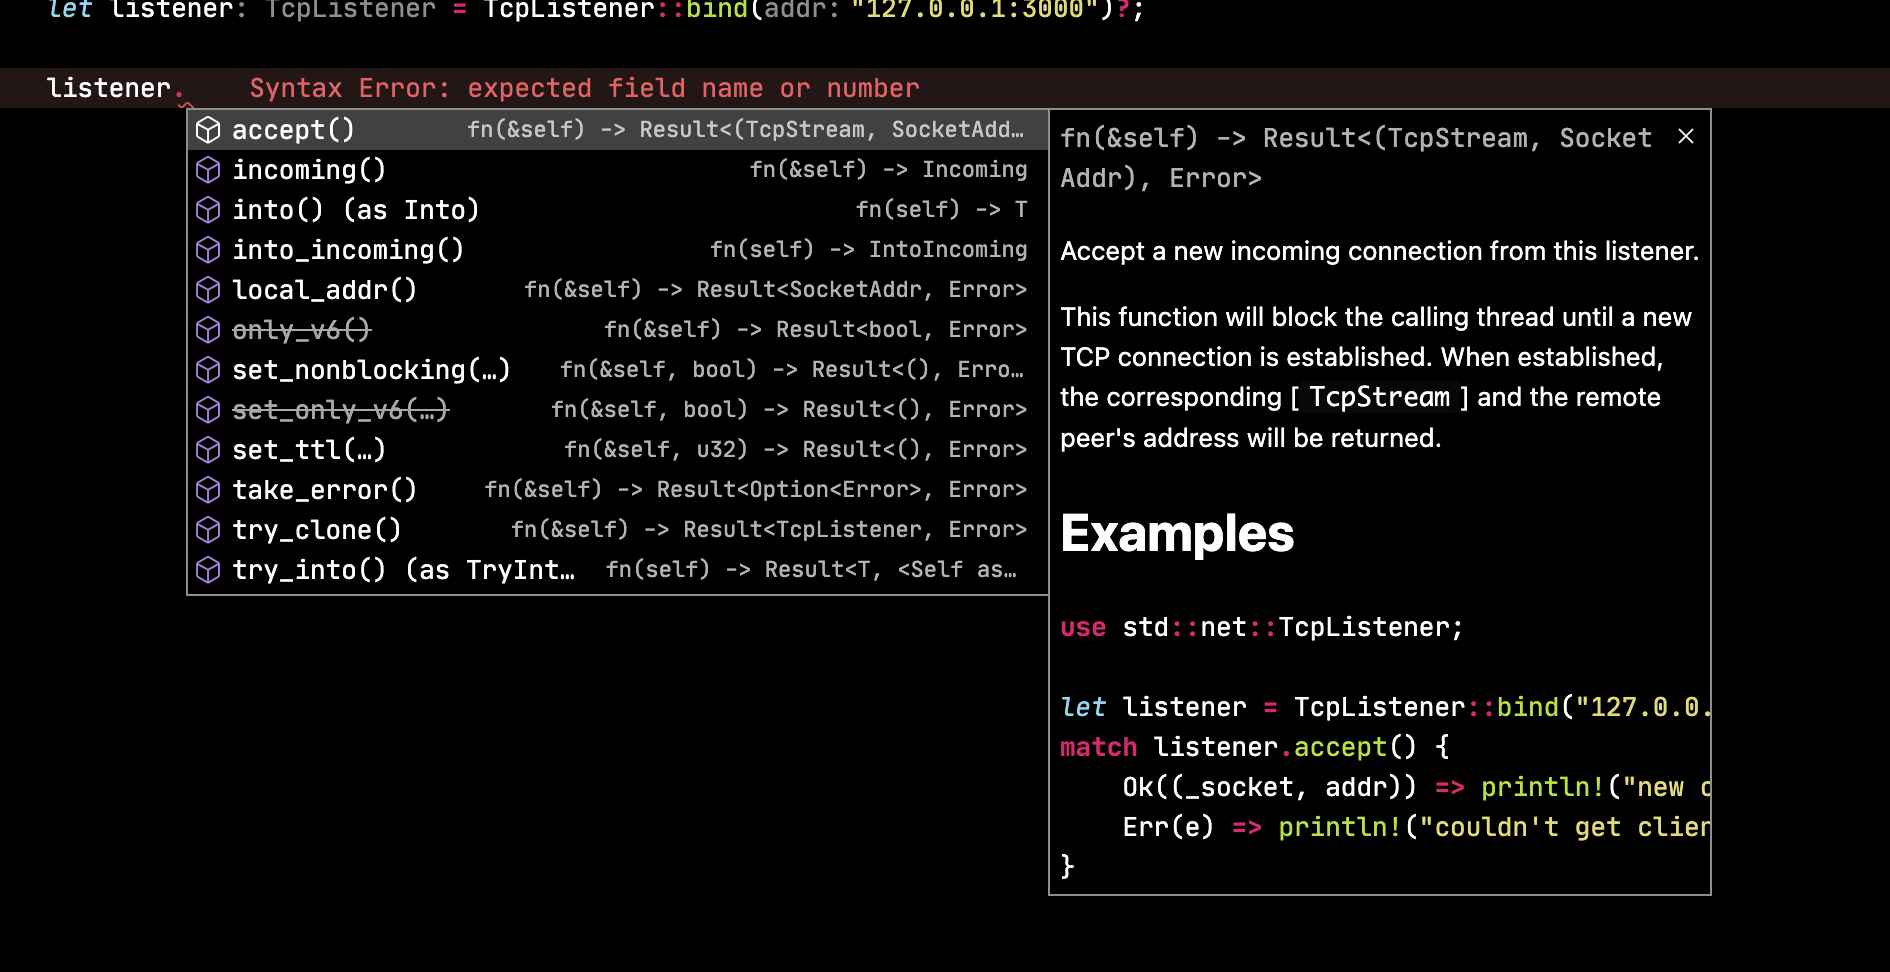 let listener: TcpListener = TcpListener::bind(addr: "127.0.0.1:3000")?;
listener. Syntax Error: expected field name or number
accept() fn(&self) -> Result<(TcpStream, SocketAdd…
incoming() fn(&self) -> Incoming
into() (as Into) fn(self) -> T
into_incoming() fn(self) -> IntoIncoming
local_addr() fn(&self) -> Result<SocketAddr, Error>
only_v6() fn(&self) -> Result<bool, Error>
set_nonblocking(…) fn(&self, bool) -> Result<(), Erro…
set_only_v6(…) fn(&self, bool) -> Result<(), Error>
set_ttl(…) fn(&self, u32) -> Result<(), Error>
take_error() fn(&self) -> Result<Option<Error>, Error>
try_clone() fn(&self) -> Result<TcpListener, Error>
try_into() (as TryInt… fn(self) -> Result<T, <Self as…
fn(&self) -> Result<(TcpStream, Socket
Addr), Error>
Accept a new incoming connection from this listener.
This function will block the calling thread until a new
TCP connection is established. When established,
the corresponding [ TcpStream ] and the remote
peer's address will be returned.
Examples
use std::net::TcpListener;
let listener = TcpListener::bind("127.0.0.
match listener.accept() {
    Ok((_socket, addr)) => println!("new c
    Err(e) => println!("couldn't get clien
}